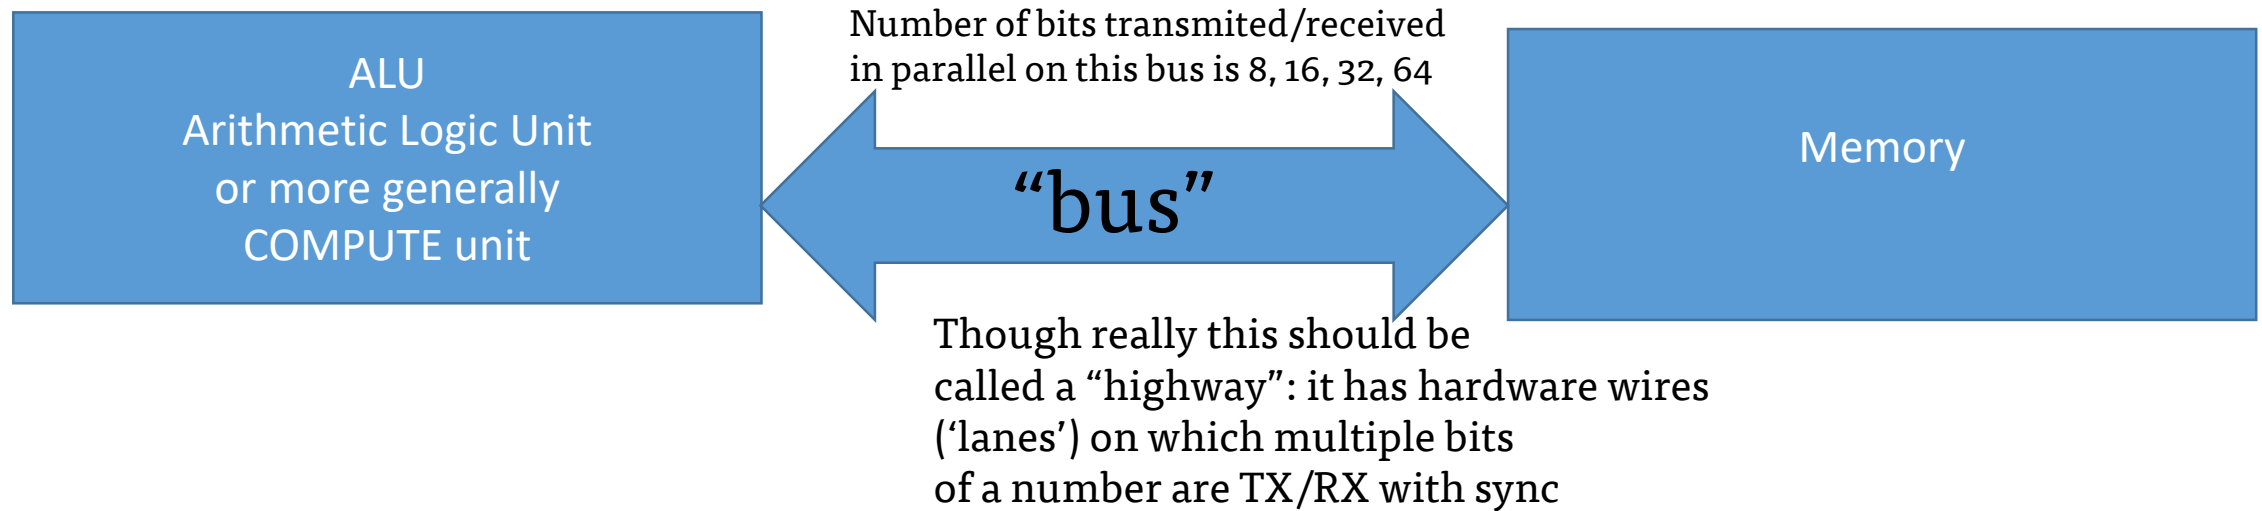 ALU
Arithmetic Logic Unit
or more generally
COMPUTE unit
Number of bits transmited/received
in parallel on this bus is 8, 16, 32, 64
“bus”
Though really this should be
called a “highway”: it has hardware wires
(‘lanes’) on which multiple bits
of a number are TX/RX with sync
Memory